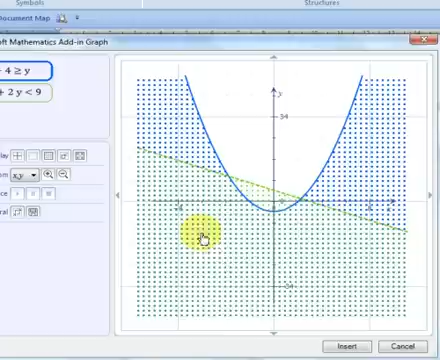 Symbols
Structures
Document Map
oft Mathematics Add-in Graph
+ 4 ≥ y
+ 2 y < 9
lay
om x,y
ce
ral
y
34
Insert
Cancel